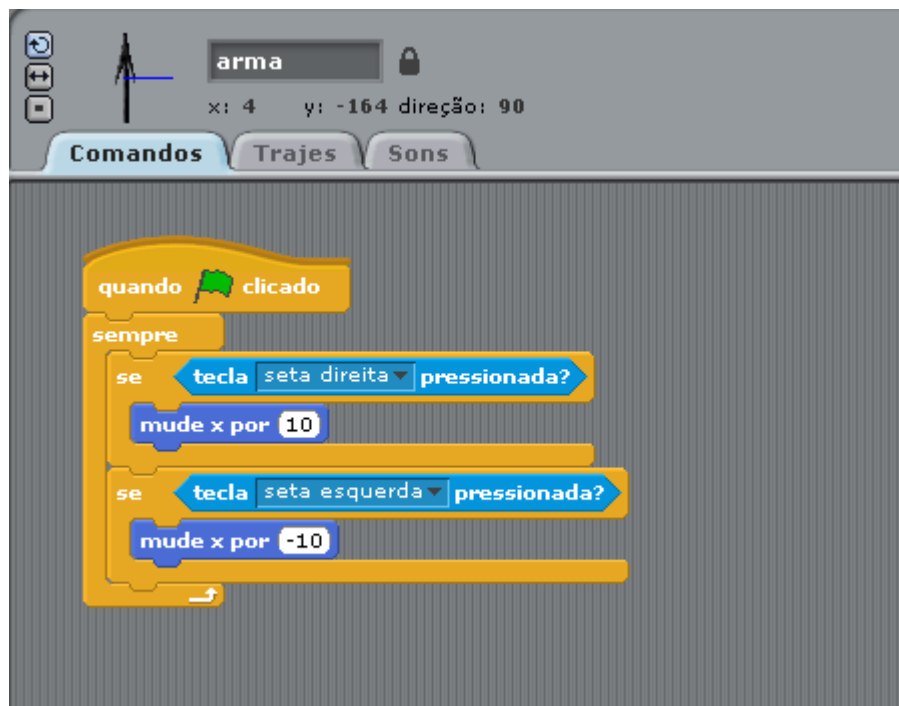 arma
x: 4 y: -164 direção: 90
Comandos Trajes Sons
quando clicado
sempre
se tecla seta direita pressionada?
mude x por 10
se tecla seta esquerda pressionada?
mude x por -10